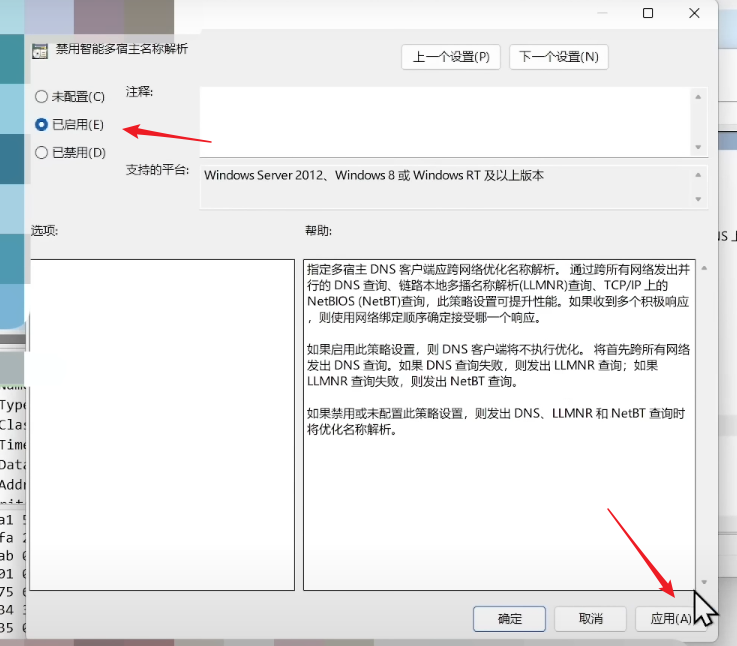 禁用智能多宿主名称解析
上一个设置(P)
下一个设置(N)
未配置(C)
注释:
已启用(E)
已禁用(D)
支持的平台:
Windows Server 2012、Windows 8 或 Windows RT 及以上版本
选项:
帮助:
指定多宿主 DNS 客户端应跨网络优化名称解析。 通过跨所有网络发出并
行的 DNS 查询、链路本地多播名称解析(LLMNR)查询、TCP/IP 上的
NetBIOS (NetBT)查询，此策略设置可提升性能。如果收到多个积极响应
，则使用网络绑定顺序确定接受哪一个响应。
如果启用此策略设置，则 DNS 客户端将不执行优化。 将首先跨所有网络
发出 DNS 查询。如果 DNS 查询失败，则发出 LLMNR 查询；如果
LLMNR 查询失败，则发出 NetBT 查询。
如果禁用或未配置此策略设置，则发出 DNS、LLMNR 和 NetBT 查询时
将优化名称解析。
Type
Clas
Time
Data
Addr
a1
fa
ab
01
75
34
35
确定
取消
应用(A)